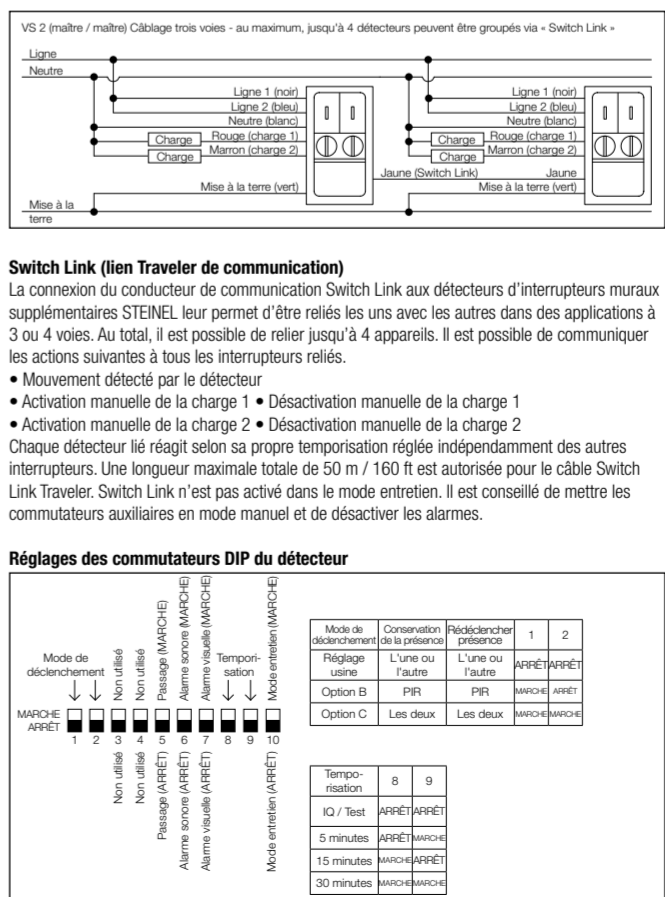 VS 2 (maître / maître) Câblage trois voies - au maximum, jusqu'à 4 détecteurs peuvent être groupés via « Switch Link »
Ligne
Neutre
Ligne 1 (noir)
Ligne 2 (bleu)
Neutre (blanc)
Charge
Rouge (charge 1)
Charge
Marron (charge 2)
Mise à la terre (vert)
Mise à la
terre
Jaune (Switch Link)
Ligne 1 (noir)
Ligne 2 (bleu)
Neutre (blanc)
Charge
Rouge (charge 1)
Charge
Marron (charge 2)
Jaune
Mise à la terre (vert)
Switch Link (lien Traveler de communication)
La connexion du conducteur de communication Switch Link aux détecteurs d'interrupteurs muraux
supplémentaires STEINEL leur permet d'être reliés les uns avec les autres dans des applications à
3 ou 4 voies. Au total, il est possible de relier jusqu'à 4 appareils. Il est possible de communiquer
les actions suivantes à tous les interrupteurs reliés.
• Mouvement détecté par le détecteur
• Activation manuelle de la charge 1 • Désactivation manuelle de la charge 1
• Activation manuelle de la charge 2 • Désactivation manuelle de la charge 2
Chaque détecteur lié réagit selon sa propre temporisation réglée indépendamment des autres
interrupteurs. Une longueur maximale totale de 50 m / 160 ft est autorisée pour le câble Switch
Link Traveler. Switch Link n'est pas activé dans le mode entretien. Il est conseillé de mettre les
commutateurs auxiliaires en mode manuel et de désactiver les alarmes.
Réglages des commutateurs DIP du détecteur
Mode de
déclenchement
Non utilisé
Non utilisé
Passage (MARCHE)
Alarme sonore (MARCHE)
Alarme visuelle (MARCHE)
Tempori-
sation
Mode entretien (MARCHE)
MARCHE
ARRÊT
1 2 3 4 5 6 7 8 9 10
Non utilisé
Non utilisé
Passage (ARRÊT)
Alarme sonore (ARRÊT)
Alarme visuelle (ARRÊT)
Mode entretien (ARRÊT)
Mode de déclenchement Conservation de la présence Rédéclencher présence 1 2
Réglage usine L'une ou l'autre L'une ou l'autre ARRÊT ARRÊT
Option B PIR PIR MARCHE ARRÊT
Option C Les deux Les deux MARCHE MARCHE
Tempo-
risation 8 9
IQ / Test ARRÊT ARRÊT
5 minutes ARRÊT MARCHE
15 minutes MARCHE ARRÊT
30 minutes MARCHE MARCHE